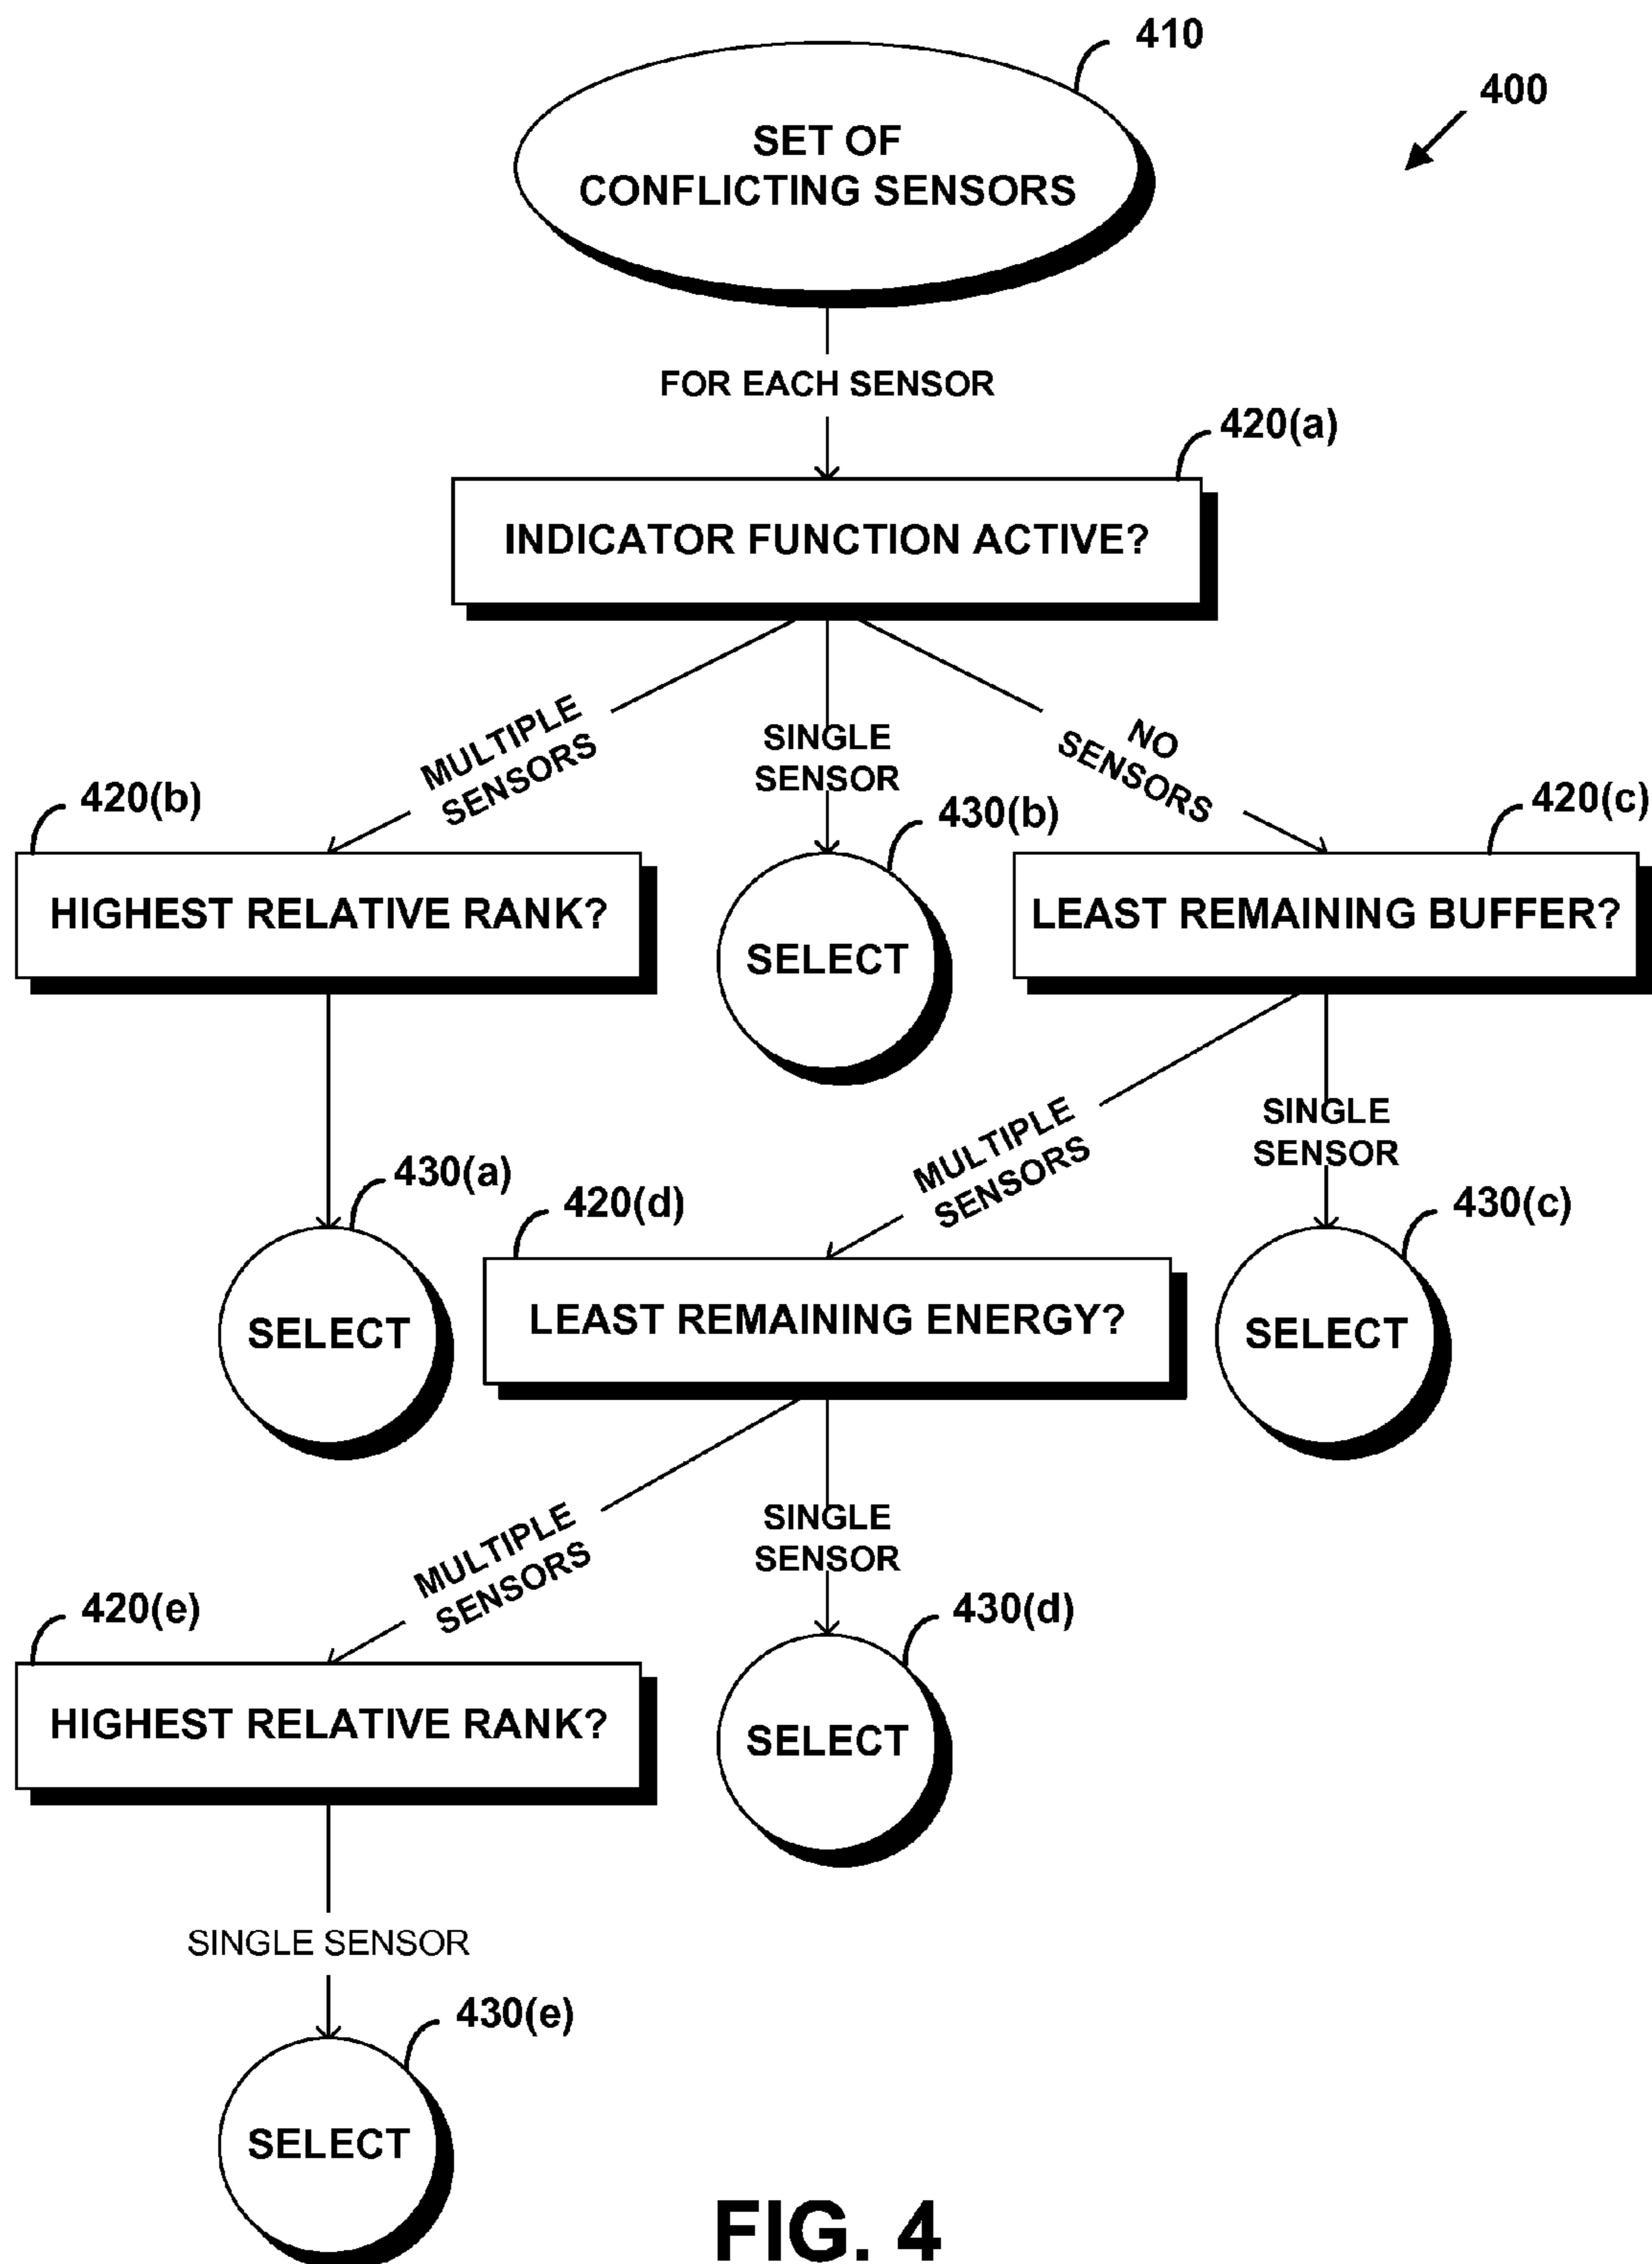 410
400
SET OF
CONFLICTING SENSORS
FOR EACH SENSOR
420(a)
INDICATOR FUNCTION ACTIVE?
MULTIPLE
SENSORS
SINGLE
SENSOR
NO
SENSORS
420(b)
430(b)
420(c)
HIGHEST RELATIVE RANK?
SELECT
LEAST REMAINING BUFFER?
MULTIPLE
SENSORS
SINGLE
SENSOR
430(a)
420(d)
430(c)
SELECT
LEAST REMAINING ENERGY?
SELECT
MULTIPLE
SENSORS
SINGLE
SENSOR
420(e)
430(d)
HIGHEST RELATIVE RANK?
SELECT
SINGLE SENSOR
430(e)
SELECT
FIG. 4